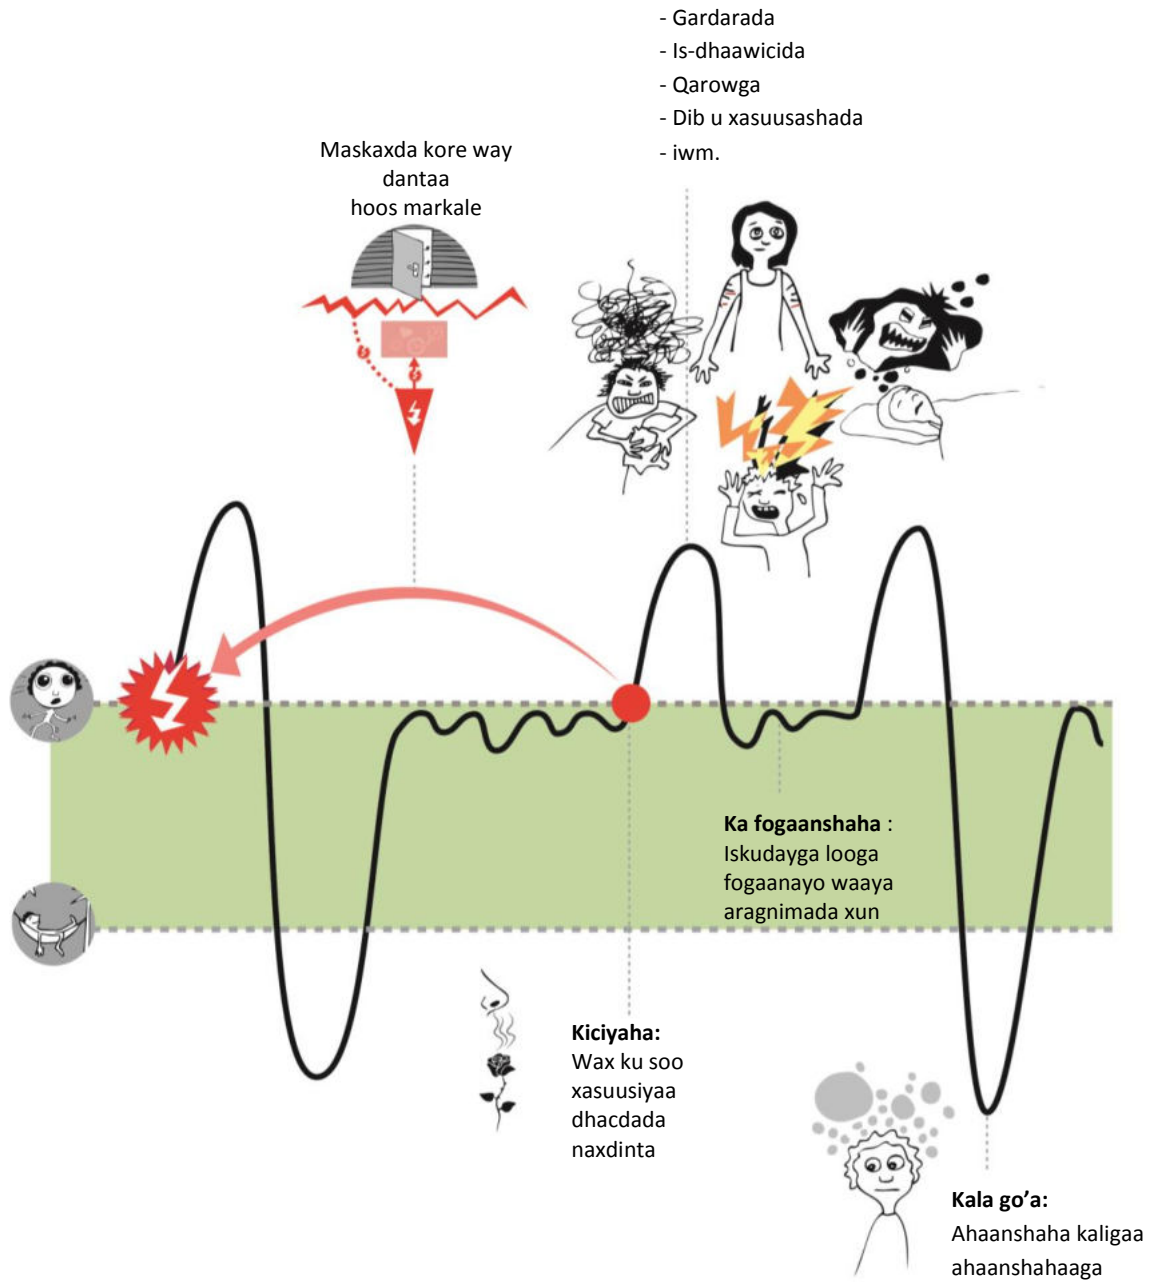 - Gardarada
- Is-dhaawicida
- Qarowga
- Dib u xasuusashada
- iwm.
Maskaxda kore way
dantaa
hoos markale
Ka fogaanshaha :
Iskudayga looga
fogaanayo waaya
aragnimada xun
Kiciyaha:
Wax ku soo
xasuusiyaa
dhacdada
naxdinta
Kala go’a:
Ahaanshaha kaligaa
ahaanshahaaga